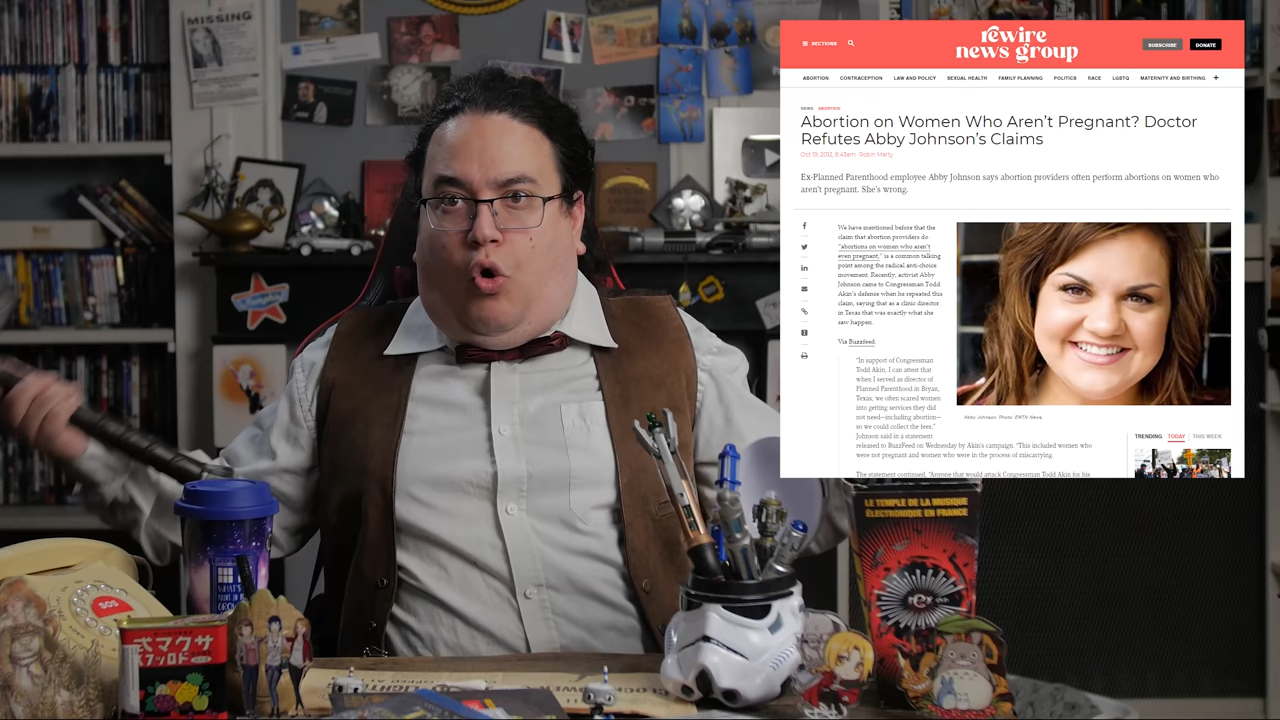 MISSING
rewire
news group
SECTIONS
SUBSCRIBE
DONATE
ABORTION CONTRACEPTION LAW AND POLICY SEXUAL HEALTH FAMILY PLANNING POLITICS RACE LGBTQ MATERNITY AND BIRTHING +
NEWS ABORTION
Abortion on Women Who Aren't Pregnant? Doctor
Refutes Abby Johnson's Claims
Oct 19, 2012, 8:43am Robin Marty
Ex-Planned Parenthood employee Abby Johnson says abortion providers often perform abortions on women who
aren't pregnant. She's wrong.
We have mentioned before that the
claim that abortion providers do
"abortions on women who aren't
even pregnant," is a common talking
point among the radical anti-choice
movement. Recently, activist Abby
Johnson came to Congressman Todd
Akin's defense when he repeated this
claim, saying that as a clinic director
in Texas that was exactly what she
saw happen.
Via Buzzfeed:
"In support of Congressman
Todd Akin, I can attest that
when I served as director of
Planned Parenthood in Bryan,
Texas, we often scared women
into getting services they did
not need—including abortion—
so we could collect the fees,"
Johnson said in a statement
released to BuzzFeed on Wednesday by Akin's campaign. "This included women who
were not pregnant and women who were in the process of miscarrying.
The statement continued, "Anyone that would attack Congressman Todd Akin for his
Abby Johnson. Photo: EWTN News
TRENDING TODAY THIS WEEK
LE TEMPLE DE LA MUSIQUE
ÉLECTRONIQUE EN FRANCE
rex
SOS
式マクサ